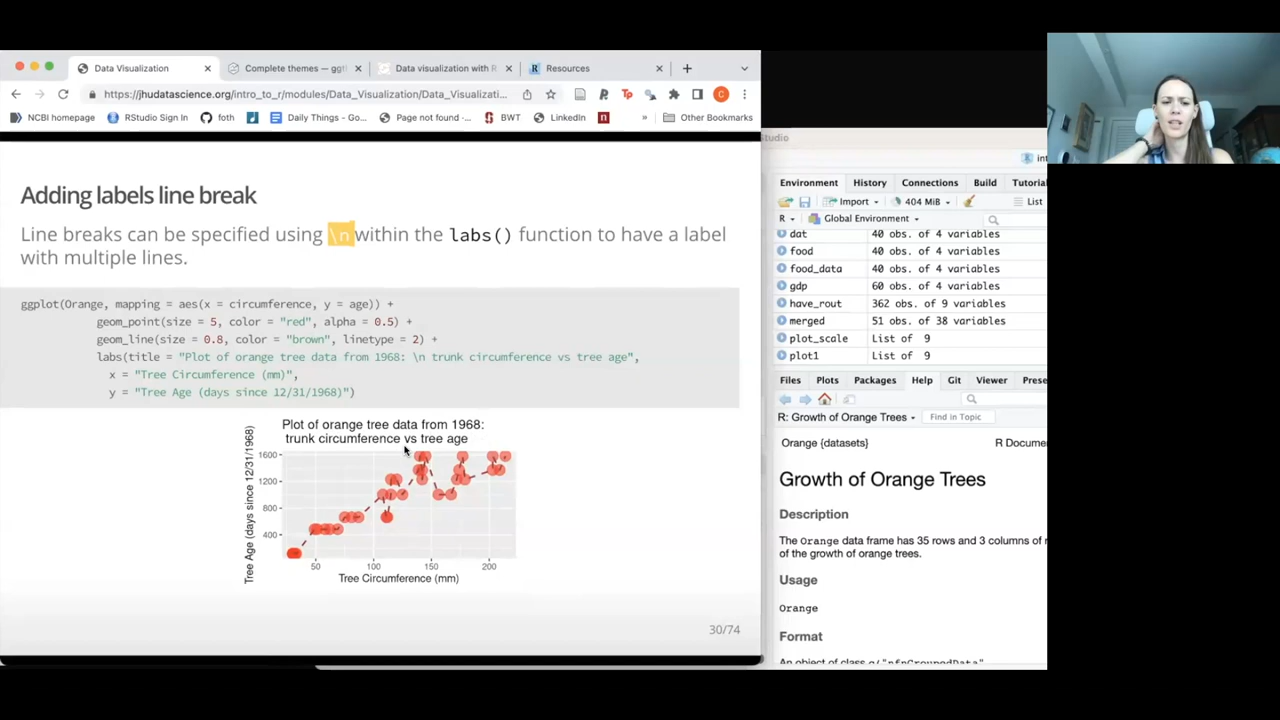 Data Visualization
Complete themes — ggt
Data visualization with R
Resources
https://jhudatascience.org/intro_to_r/modules/Data_Visualization/Data_Visualizati...
NCBI homepage
RStudio Sign In
foth
Daily Things - Go...
Page not found -...
BWT
LinkedIn
»
Other Bookmarks
Adding labels line break
Line breaks can be specified using \n within the labs() function to have a label
with multiple lines.
ggplot(Orange, mapping = aes(x = circumference, y = age)) +
geom_point(size = 5, color = "red", alpha = 0.5) +
geom_line(size = 0.8, color = "brown", linetype = 2) +
labs(title = "Plot of orange tree data from 1968: \n trunk circumference vs tree age",
x = "Tree Circumference (mm)",
y = "Tree Age (days since 12/31/1968)")
Plot of orange tree data from 1968:
trunk circumference vs tree age
Tree Age (days since 12/31/1968)
1600
1200
800
400
50
100
150
200
Tree Circumference (mm)
30/74
Studio
int
Environment
History
Connections
Build
Tutorial
Import
404 MiB
List
R
Global Environment
dat 40 obs. of 4 variables
food 40 obs. of 4 variables
food_data 40 obs. of 4 variables
gdp 60 obs. of 4 variables
have_rout 362 obs. of 9 variables
merged 51 obs. of 38 variables
plot_scale List of 9
plot1 List of 9
Files
Plots
Packages
Help
Git
Viewer
Prese
R: Growth of Orange Trees
Find in Topic
Orange {datasets}
R Docume
Growth of Orange Trees
Description
The Orange data frame has 35 rows and 3 columns of
of the growth of orange trees.
Usage
Orange
Format